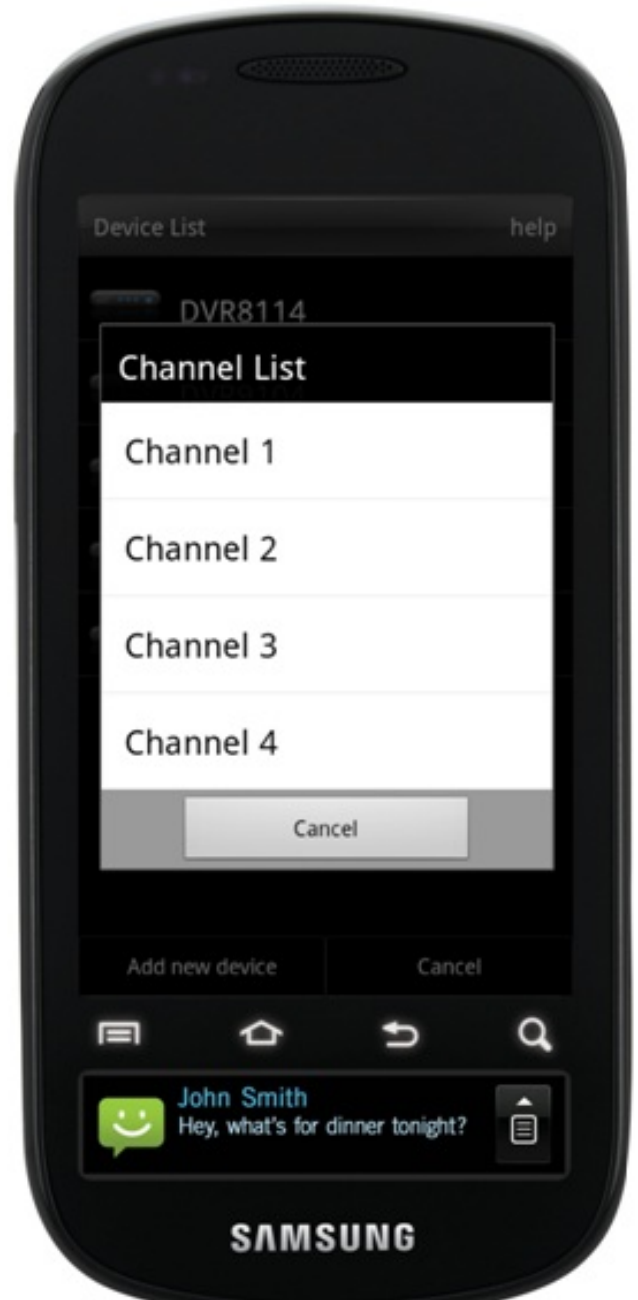 Device List help
DVR8114
Channel List
Channel 1
Channel 2
Channel 3
Channel 4
Cancel
Add new device Cancel
John Smith
Hey, what's for dinner tonight?
SAMSUNG